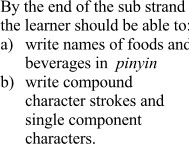 By the end of the sub strand
the learner should be able to:
a) write names of foods and
beverages in pinyin
b) write compound
character strokes and
single component
characters.